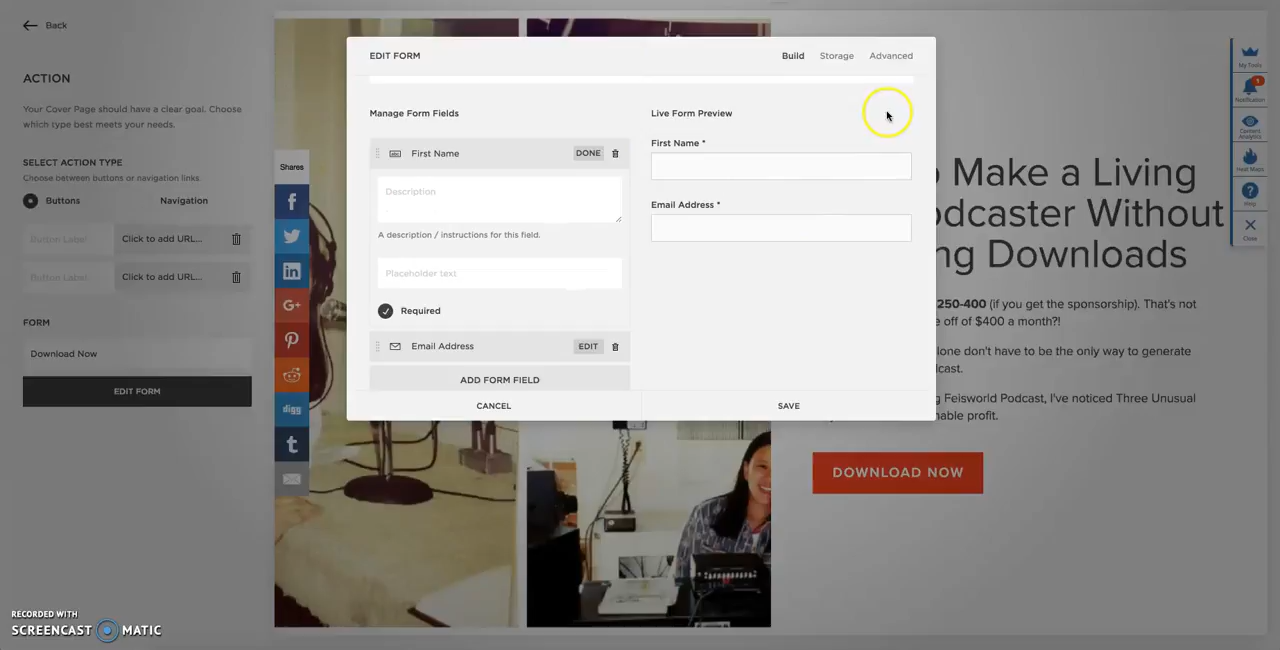 Back
ACTION
Your Cover Page should have a clear goal. Choose
which type best meets your needs.
SELECT ACTION TYPE
Choose between buttons or navigation links.
Buttons
Navigation
Button Label
Click to add URL...
Button Label
Click to add URL...
FORM
Download Now
EDIT FORM
RECORDED WITH
SCREENCAST MATIC
Shares
digg
EDIT FORM
Build
Storage
Advanced
Manage Form Fields
First Name
DONE
Description
A description / instructions for this field.
Placeholder text
Required
Email Address
EDIT
ADD FORM FIELD
CANCEL
SAVE
Live Form Preview
First Name *
Email Address *
o Make a Living
dcaster Without
ng Downloads
250-400 (if you get the sponsorship). That's not
e off of $400 a month?!
lone don't have to be the only way to generate
dcast.
g Feisworld Podcast, I've noticed Three Unusual
nable profit.
DOWNLOAD NOW
My Tools
1
Notification
Content Analytics
Heat Maps
Help
Close